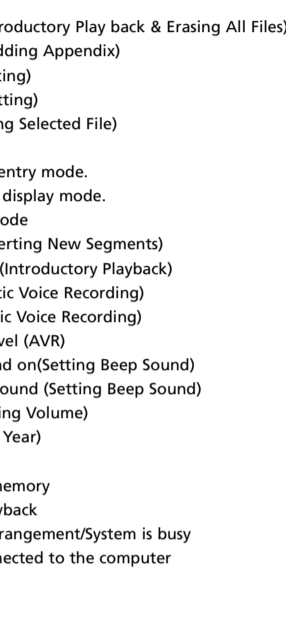 roductory Play back & Erasing All Files)
dding Appendix)
ting)
tting)
ng Selected File)
entry mode.
display mode.
ode
erting New Segments)
(Introductory Playback)
tic Voice Recording)
ic Voice Recording)
vel (AVR)
nd on(Setting Beep Sound)
ound (Setting Beep Sound)
ing Volume)
Year)
nemory
yback
rangement/System is busy
nected to the computer